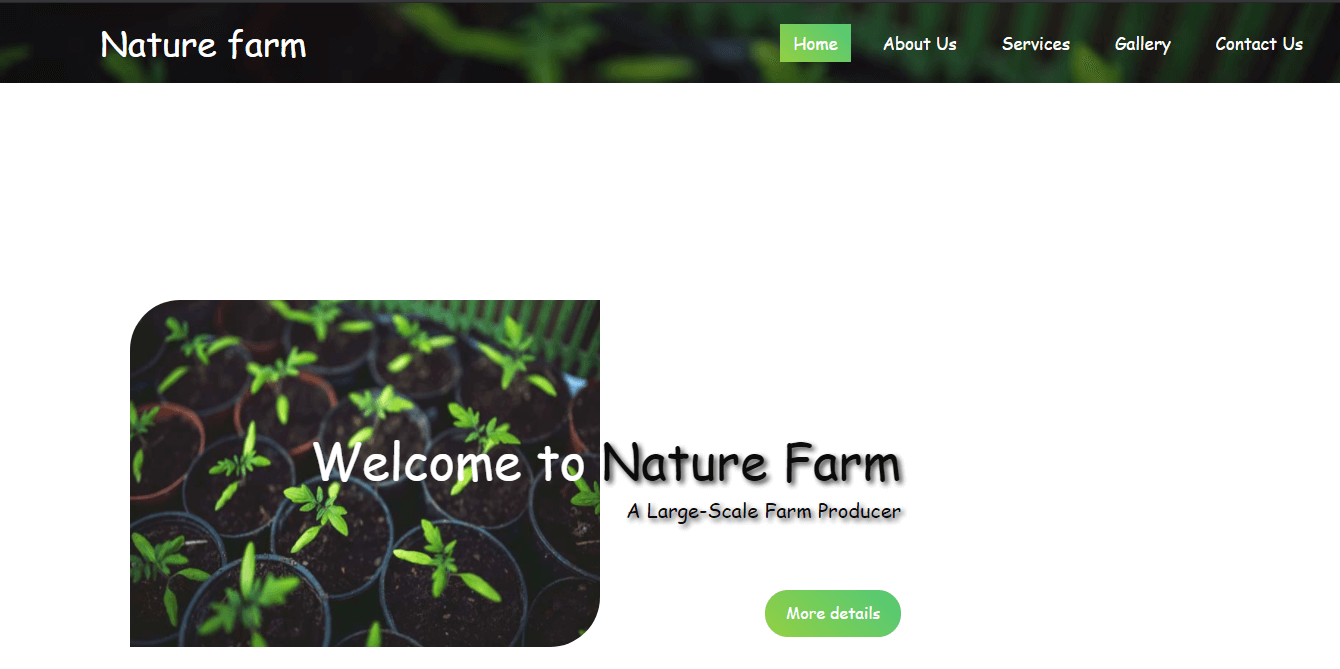 Nature farm
Home About Us Services Gallery Contact Us
Welcome to Nature Farm
A Large-Scale Farm Producer
More details